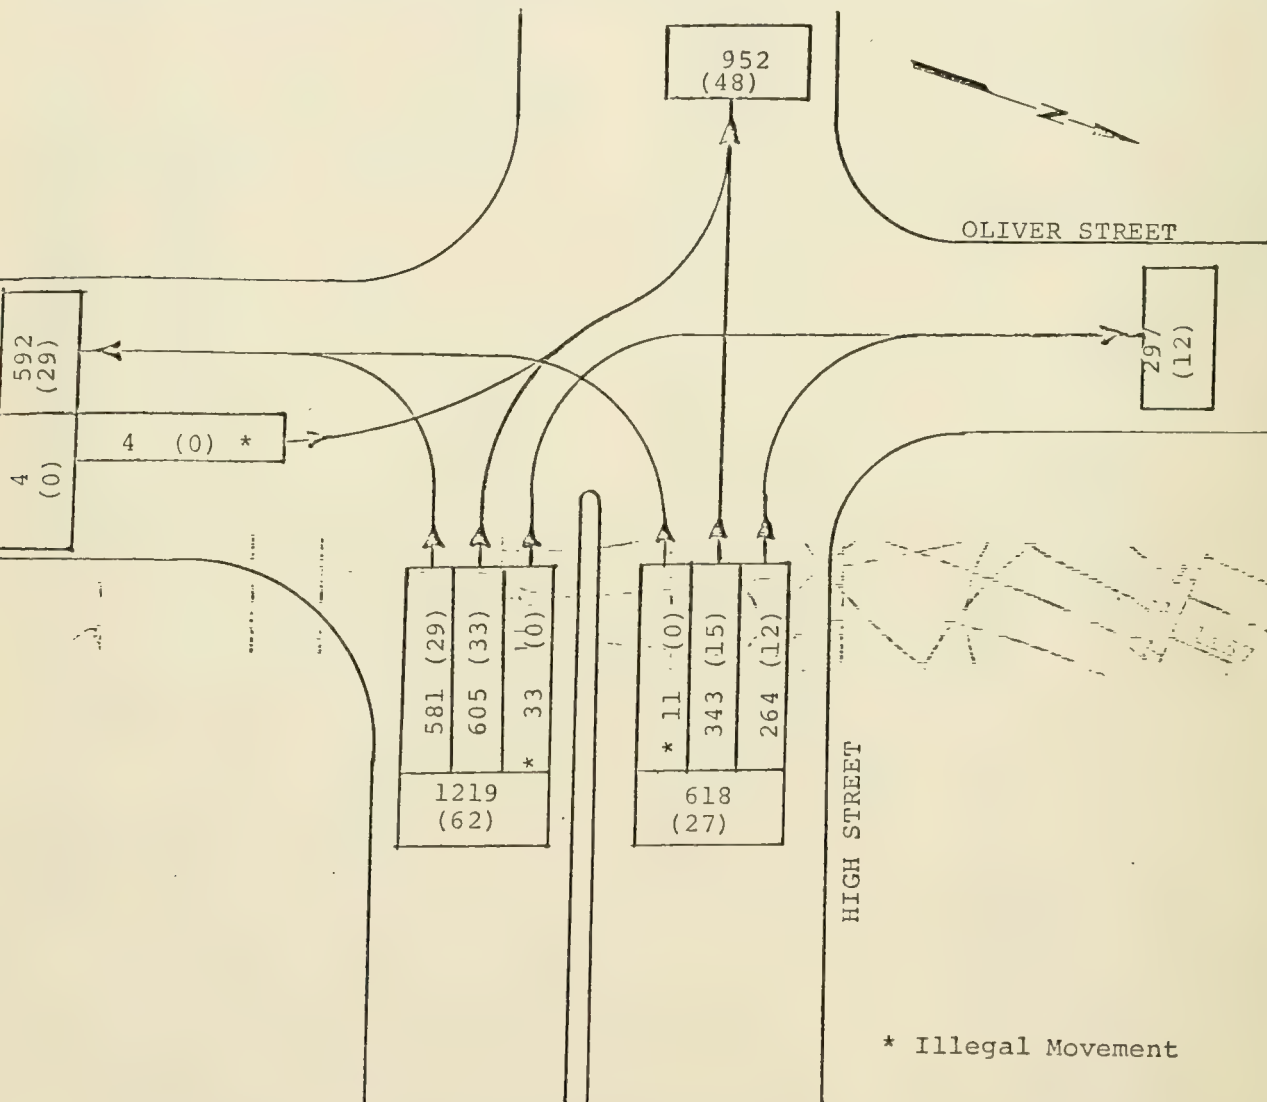 952
(48)
N
OLIVER STREET
592
(29)
297
(12)
4 (0) *
4
(0)
581 (29)
605 (33)
* 33 (0)
* 11 (0)
343 (15)
264 (12)
1219
(62)
618
(27)
HIGH STREET
* Illegal Movement